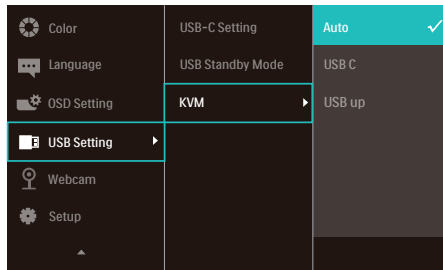 Color
Language
OSD Setting
USB Setting
Webcam
Setup
USB-C Setting
USB Standby Mode
KVM
Auto
USB C
USB up